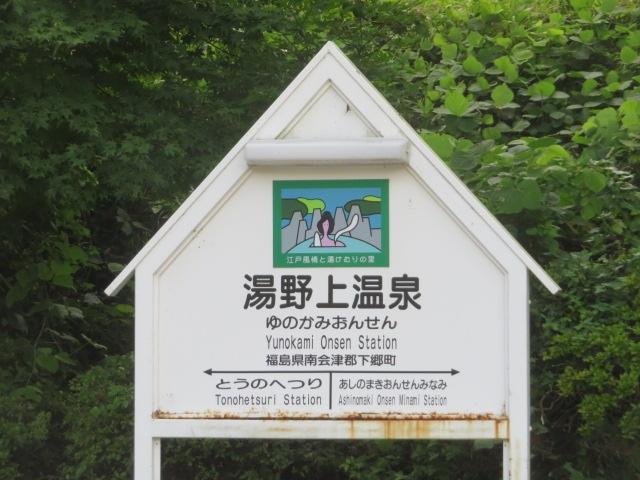 江戸風情と湯けむりの里
湯野上温泉
ゆのかみおんせん
Yunokami Onsen Station
福島県南会津郡下郷町
とうのへつり
Tonohetsuri Station
あしのまきおんせんみなみ
Ashinomaki Onsen Minami Station